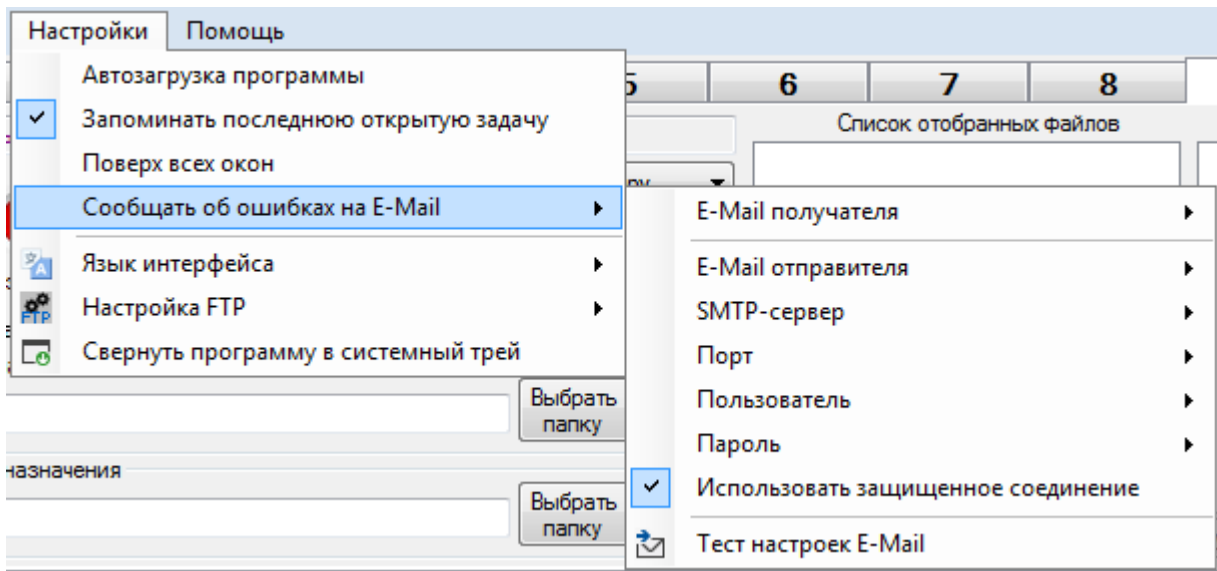 Настройки Помощь
Автозагрузка программы
Запоминать последнюю открытую задачу
Поверх всех окон
Сообщать об ошибках на E-Mail
Язык интерфейса
FTP Настройка FTP
Свернуть программу в системный трей
5 6 7 8
Список отобранных файлов
E-Mail получателя
E-Mail отправителя
SMTP-сервер
Порт
Пользователь
Пароль
Использовать защищенное соединение
Тест настроек E-Mail
Выбрать
папку
назначения
Выбрать
папку